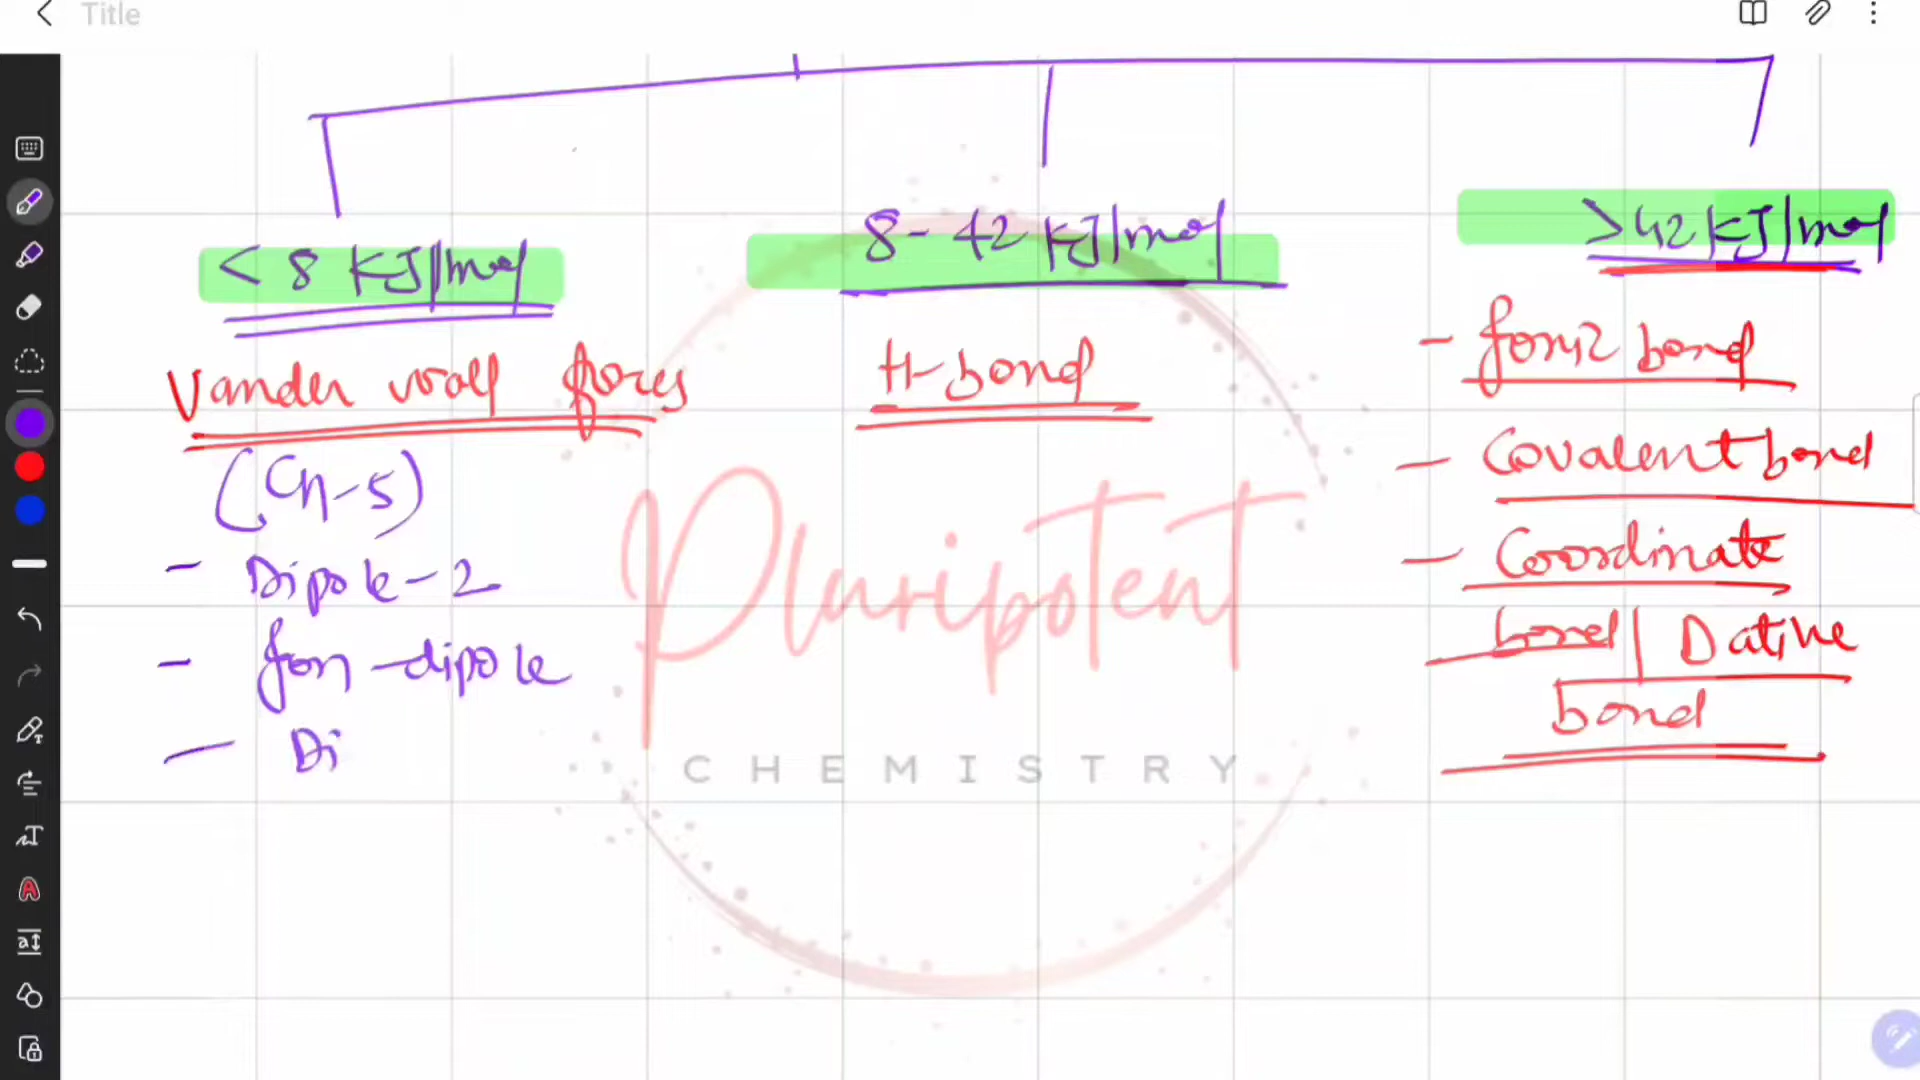 Title
< 8 KJ/mol
Vander waal forces
(Ch-5)
- Dipole-2
- Ion-dipole
- Di
8-42 KJ/mol
H-bond
>42 KJ/mol
- Ionic bond
- Covalent bond
- Coordinate
bond | Dative
bond
Pluripotent
CHEMISTRY